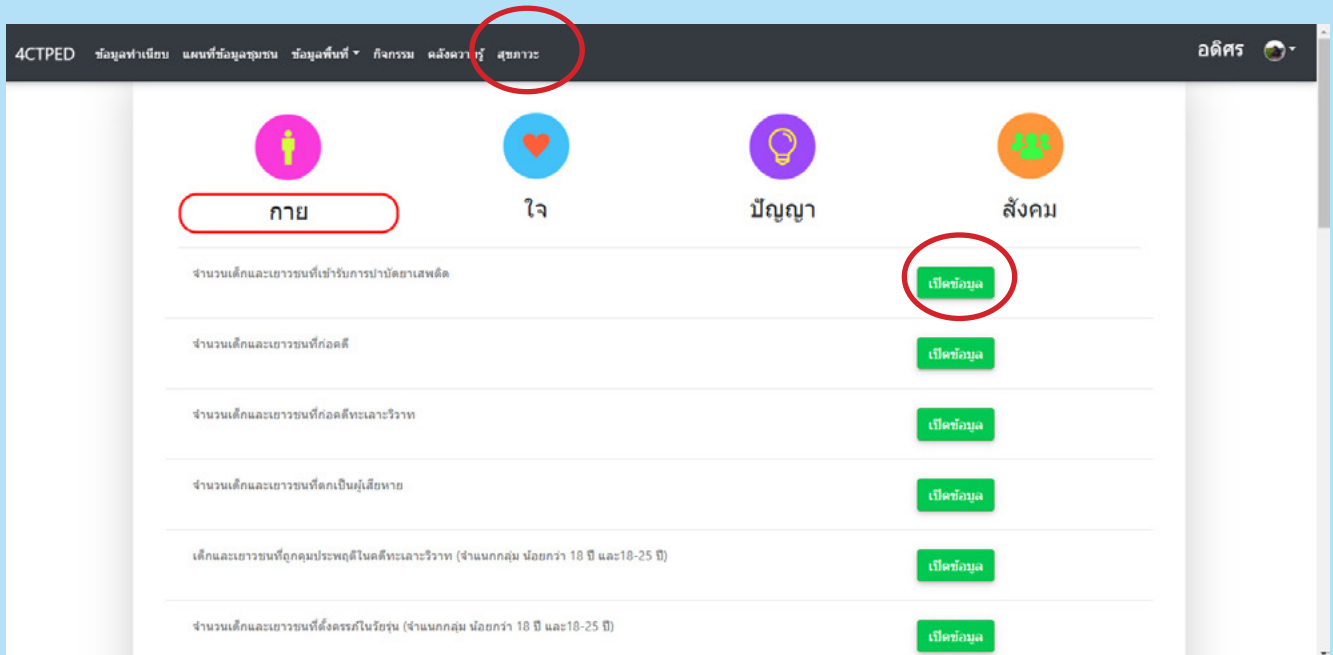 4CTPED ข้อมูลทำเนียบ แผนที่ข้อมูลชุมชน ข้อมูลพื้นที่ กิจกรรม คลังความรู้ สุขภาวะ อดิศร
กาย ใจ ปัญญา สังคม
จำนวนเด็กและเยาวชนที่เข้ารับการบำบัดยาเสพติด เปิดข้อมูล
จำนวนเด็กและเยาวชนที่ก่อคดี เปิดข้อมูล
จำนวนเด็กและเยาวชนที่ก่อคดีทะเลาะวิวาท เปิดข้อมูล
จำนวนเด็กและเยาวชนที่ตกเป็นผู้เสียหาย เปิดข้อมูล
เด็กและเยาวชนที่ถูกคุมประพฤติในคดีทะเลาะวิวาท (จำแนกกลุ่ม น้อยกว่า 18 ปี และ18-25 ปี) เปิดข้อมูล
จำนวนเด็กและเยาวชนที่ตั้งครรภ์ในวัยรุ่น (จำแนกกลุ่ม น้อยกว่า 18 ปี และ18-25 ปี) เปิดข้อมูล